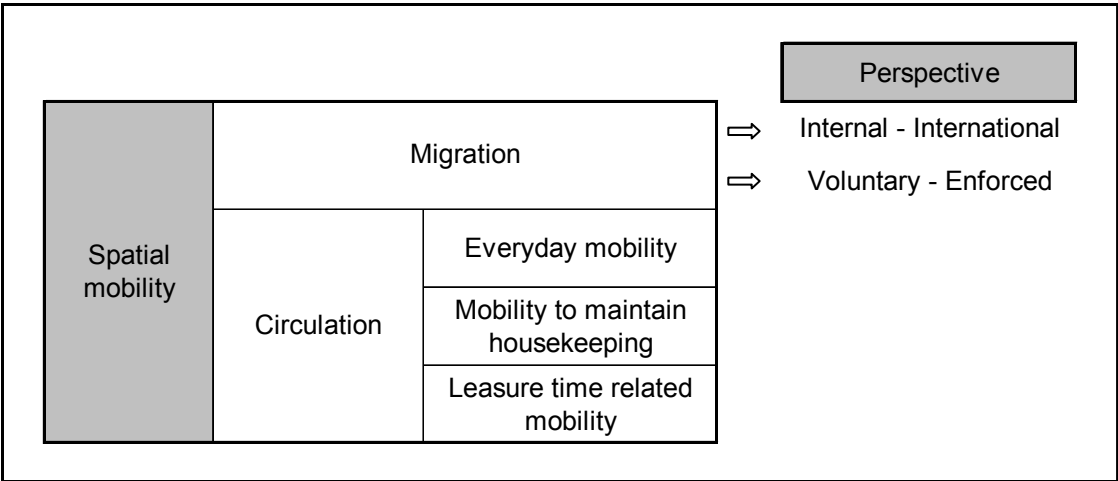 Perspective
Migration
Internal - International
Voluntary - Enforced
Spatial
mobility
Circulation
Everyday mobility
Mobility to maintain
housekeeping
Leasure time related
mobility